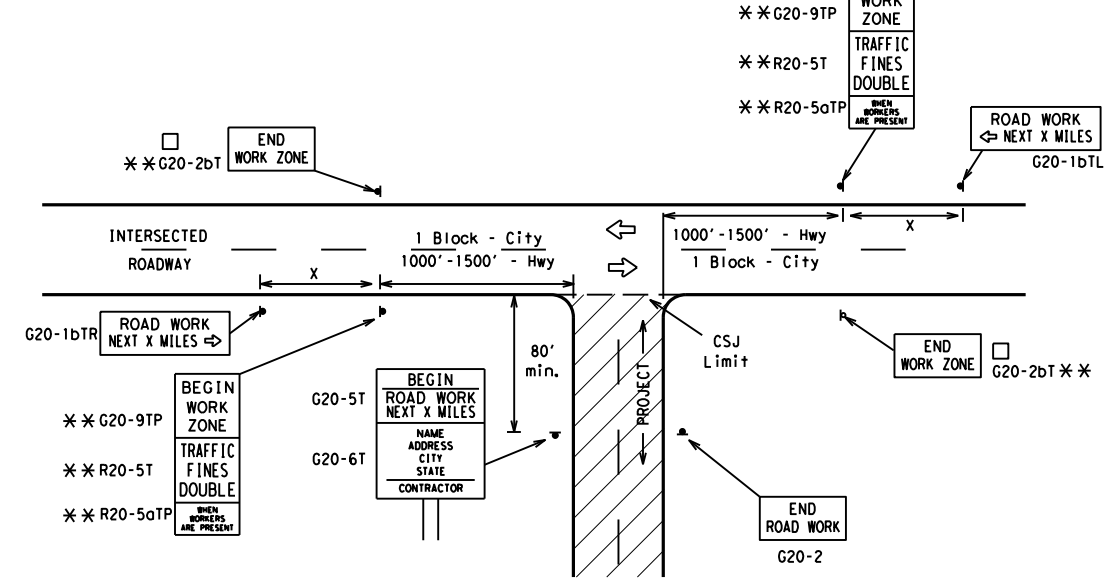 WORK
ZONE
** G20-9TP
TRAFFIC
FINES
DOUBLE
** R20-5T
WHEN
WORKERS
ARE PRESENT
** R20-5aTP
ROAD WORK
⇦ NEXT X MILES
G20-1bTL
END
WORK ZONE
□
** G20-2bT
INTERSECTED
ROADWAY
1 Block - City
1000'-1500' - Hwy
X
1000'-1500' - Hwy
1 Block - City
X
G20-1bTR
ROAD WORK
NEXT X MILES ⇨
80'
min.
CSJ
Limit
PROJECT
END
WORK ZONE
□
G20-2bT **
BEGIN
WORK
ZONE
** G20-9TP
TRAFFIC
FINES
DOUBLE
** R20-5T
WHEN
WORKERS
ARE PRESENT
** R20-5aTP
BEGIN
ROAD WORK
NEXT X MILES
G20-5T
NAME
ADDRESS
CITY
STATE
CONTRACTOR
G20-6T
END
ROAD WORK
G20-2